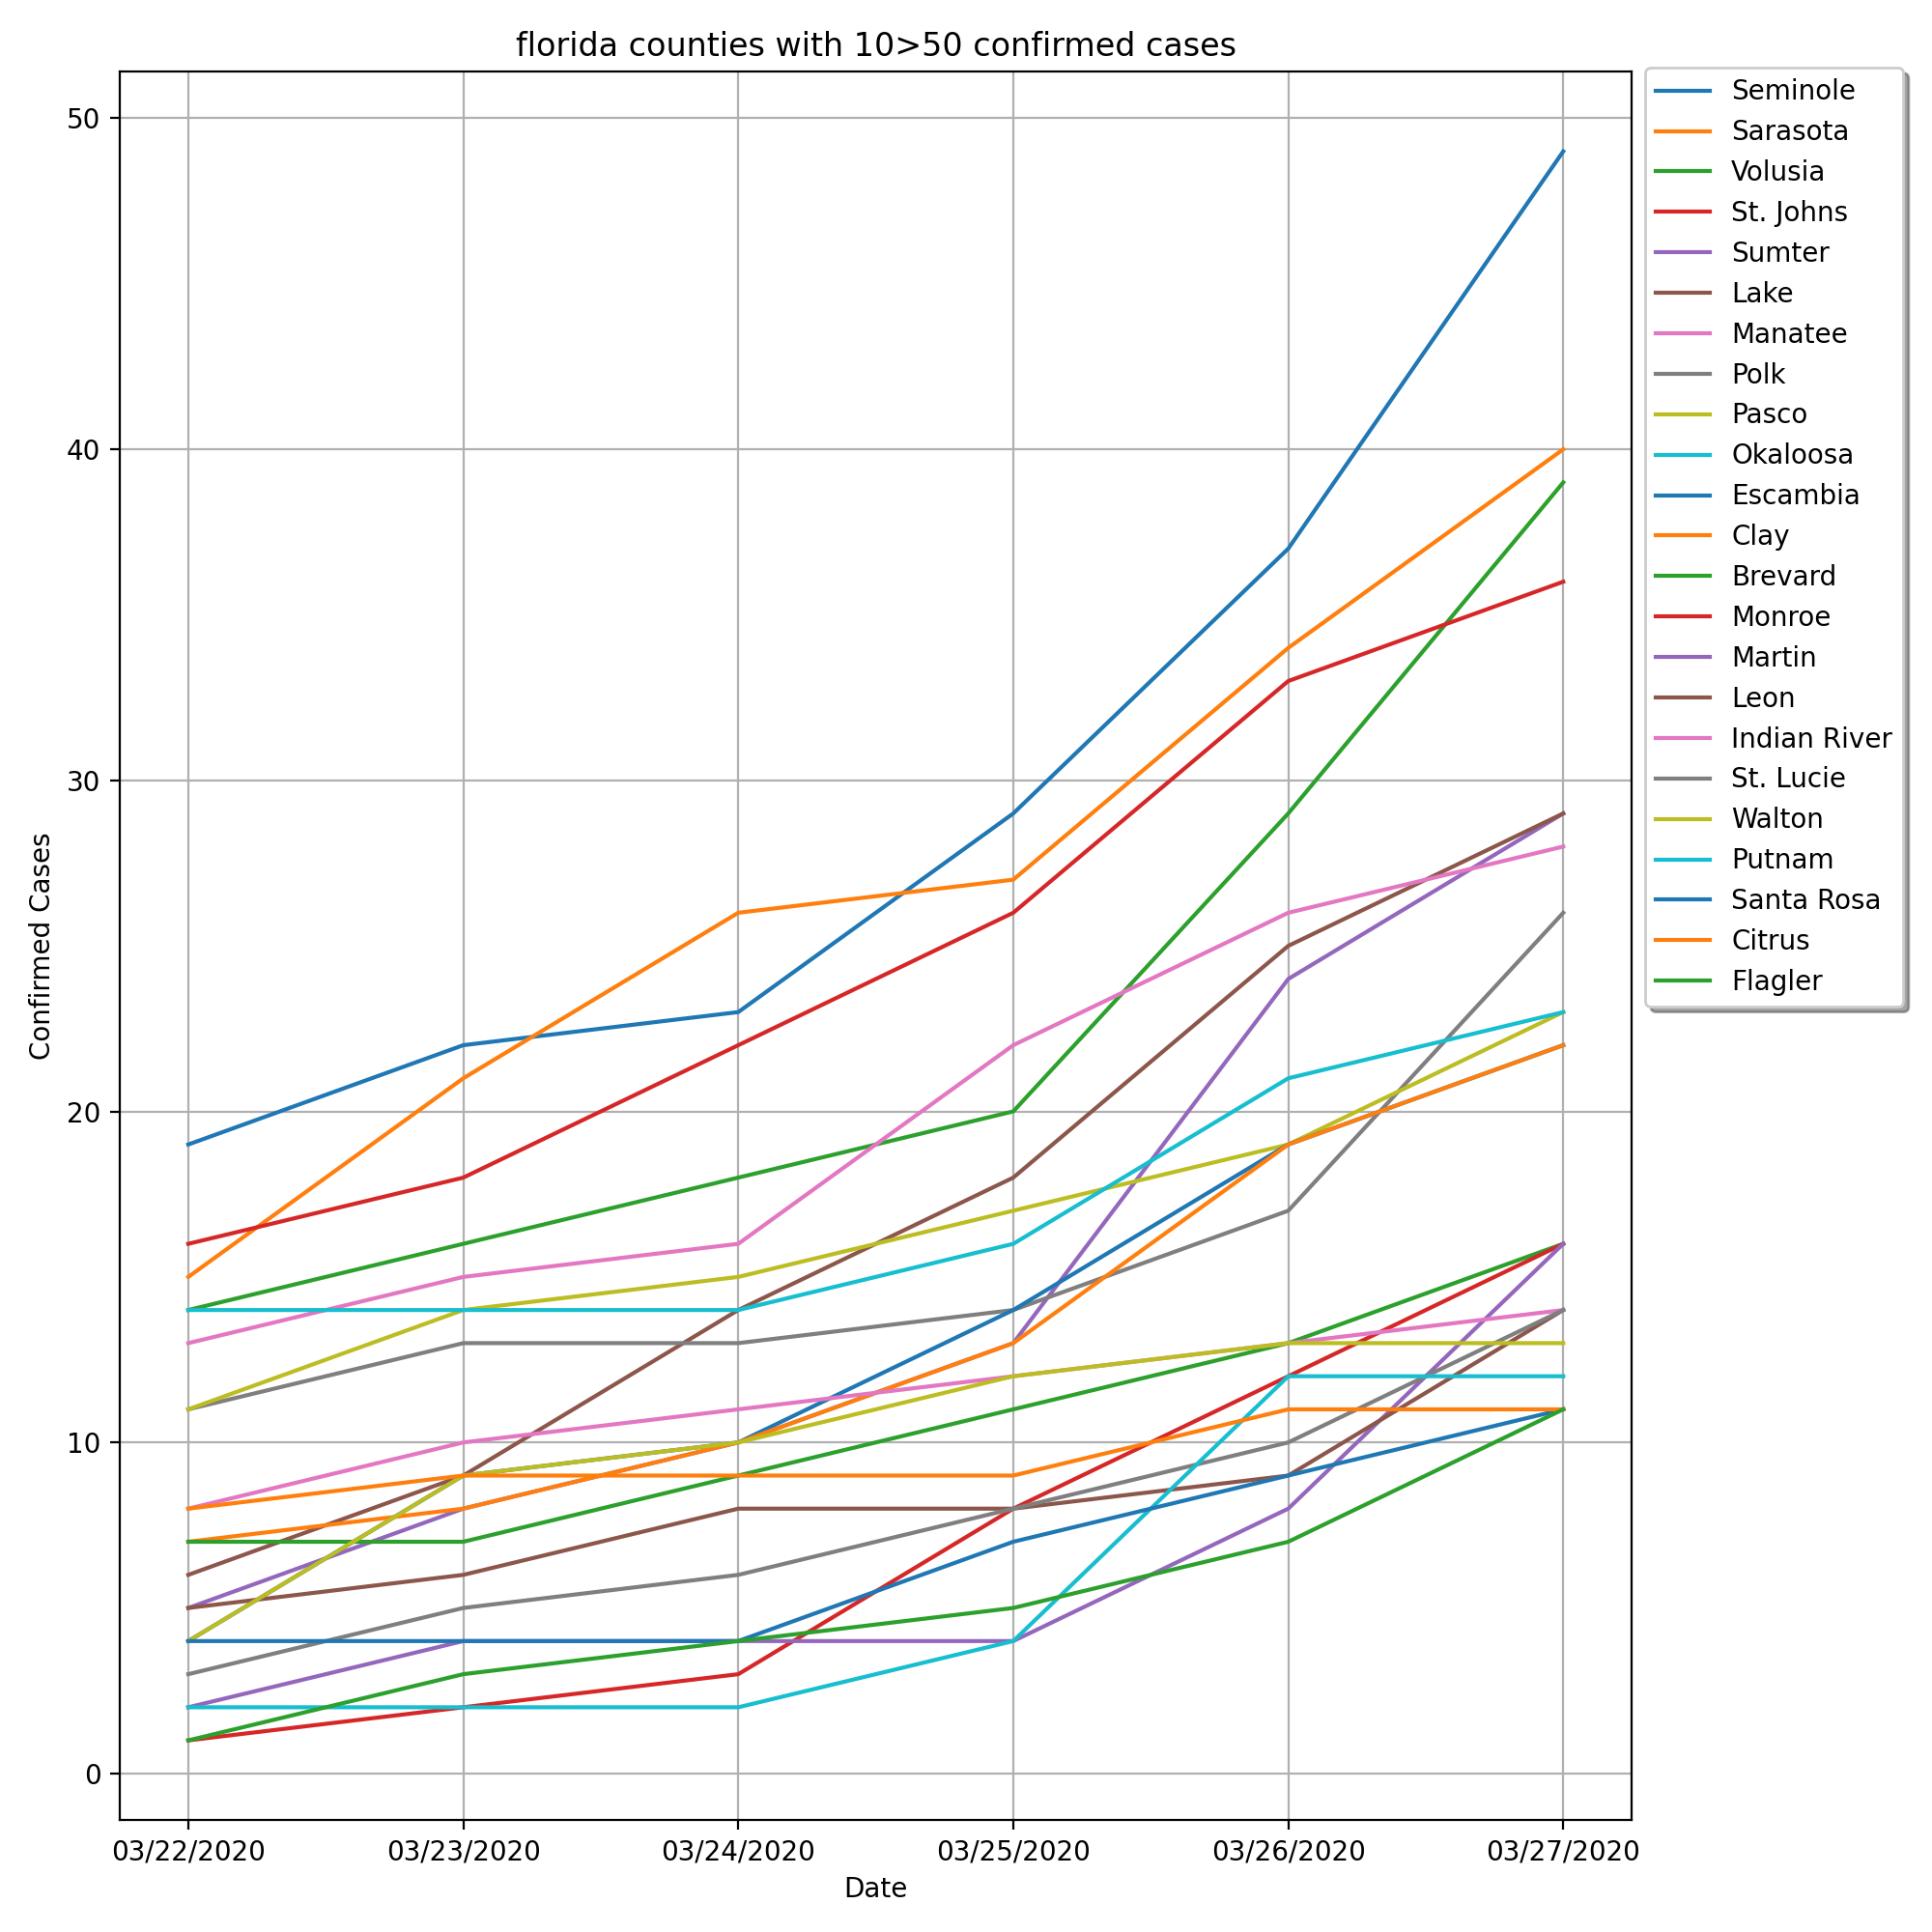 florida counties with 10>50 confirmed cases
50
40
30
20
10
0
Confirmed Cases
03/22/2020
03/23/2020
03/24/2020
03/25/2020
03/26/2020
03/27/2020
Date
Seminole
Sarasota
Volusia
St. Johns
Sumter
Lake
Manatee
Polk
Pasco
Okaloosa
Escambia
Clay
Brevard
Monroe
Martin
Leon
Indian River
St. Lucie
Walton
Putnam
Santa Rosa
Citrus
Flagler